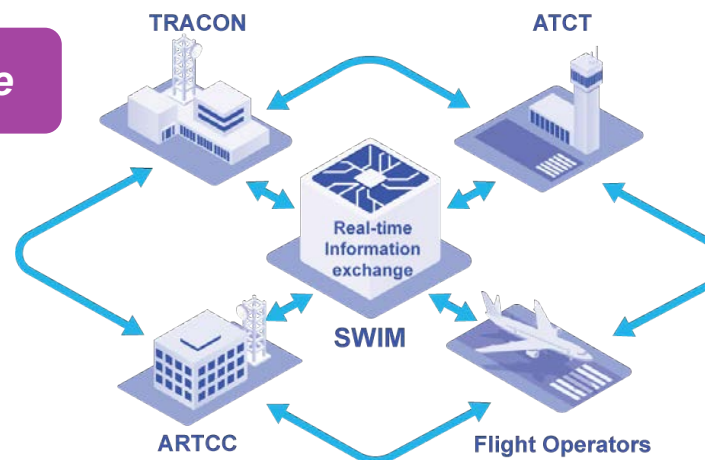 TRACON
ATCT
e
Real-time
Information
exchange
SWIM
ARTCC
Flight Operators